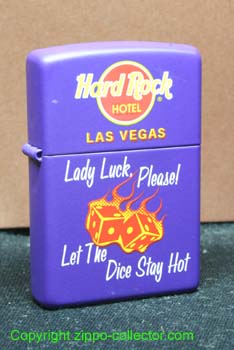 Hard Rock
HOTEL
LAS VEGAS
Lady Luck, Please!
Let The
Dice Stay Hot
Copyright zippo-collector.com